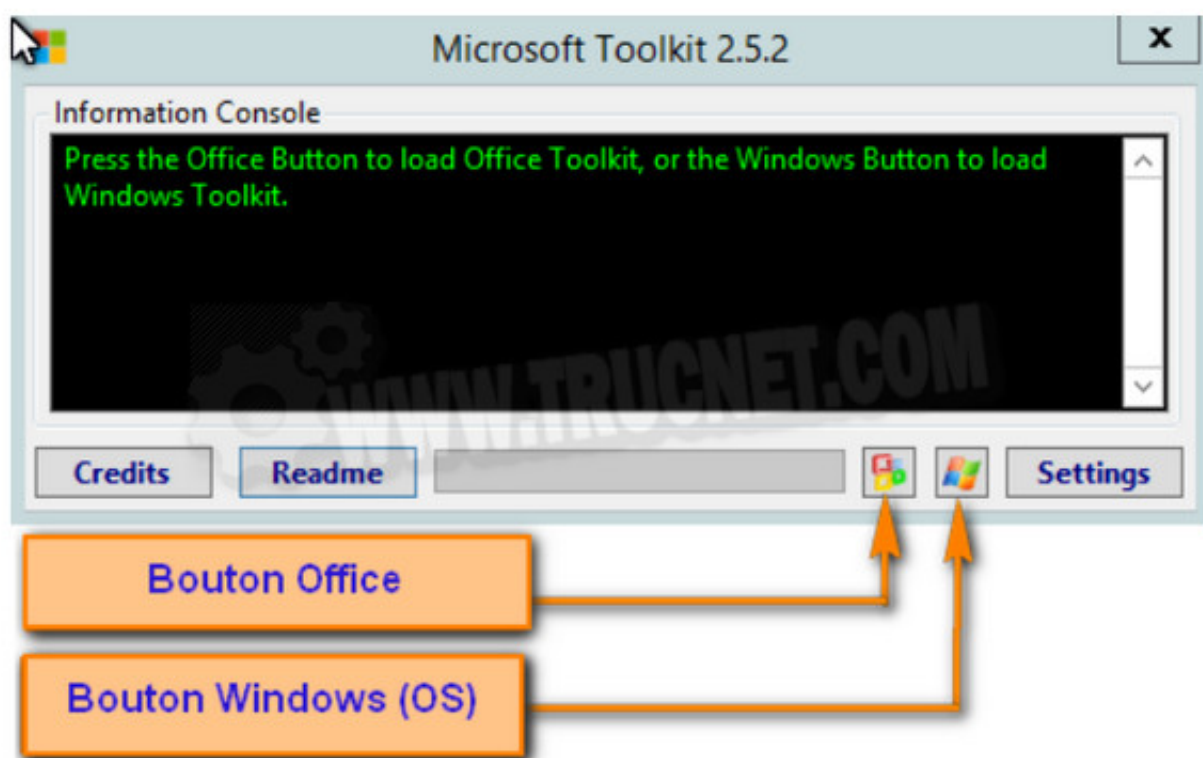 Microsoft Toolkit 2.5.2
x
Information Console
Press the Office Button to load Office Toolkit, or the Windows Button to load
Windows Toolkit.
WWW.TRUCNET.COM
Credits
Readme
Settings
Bouton Office
Bouton Windows (OS)